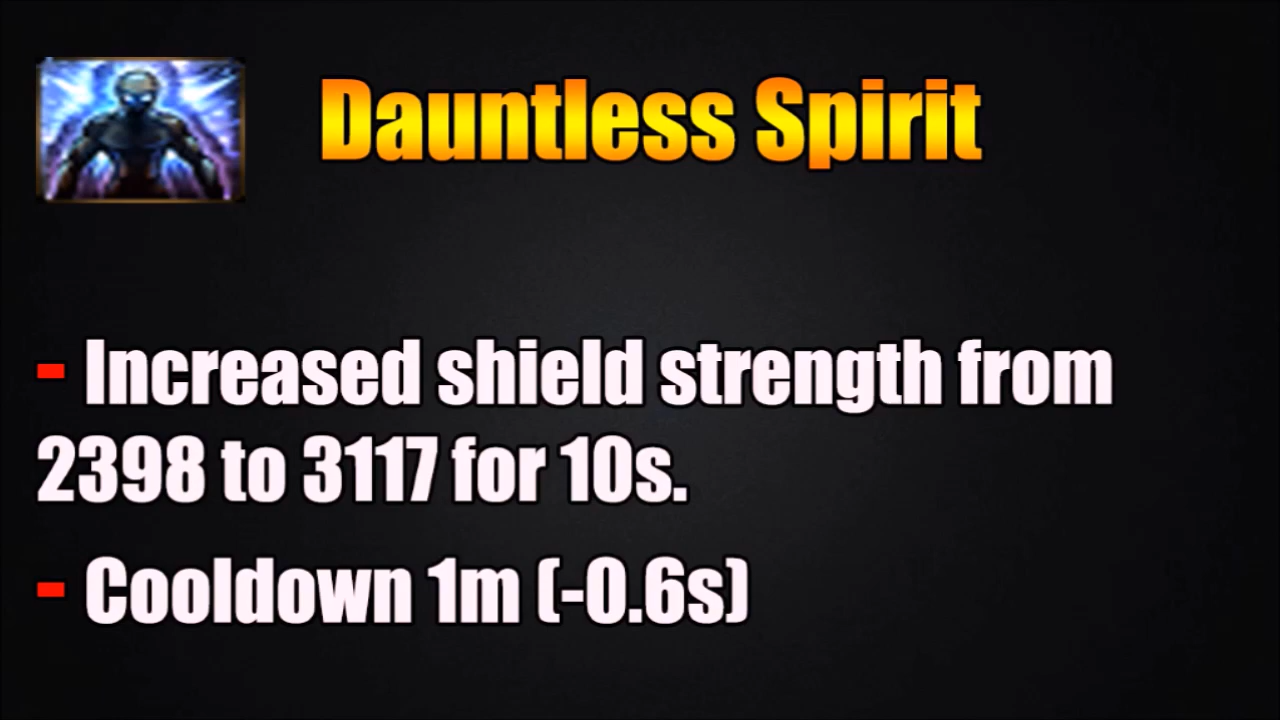 Dauntless Spirit
- Increased shield strength from
2398 to 3117 for 10s.
- Cooldown 1m (-0.6s)